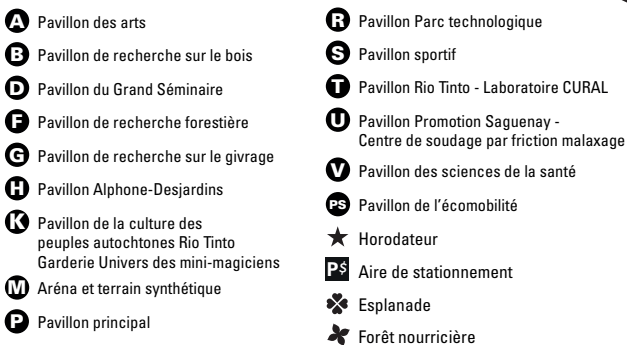 A Pavillon des arts
B Pavillon de recherche sur le bois
D Pavillon du Grand Séminaire
F Pavillon de recherche forestière
G Pavillon de recherche sur le givrage
H Pavillon Alphone-Desjardins
K Pavillon de la culture des
peuples autochtones Rio Tinto
Garderie Univers des mini-magiciens
M Aréna et terrain synthétique
P Pavillon principal
R Pavillon Parc technologique
S Pavillon sportif
T Pavillon Rio Tinto - Laboratoire CURAL
U Pavillon Promotion Saguenay -
Centre de soudage par friction malaxage
V Pavillon des sciences de la santé
PS Pavillon de l'écomobilité
Horodateur
P$ Aire de stationnement
Esplanade
Forêt nourricière